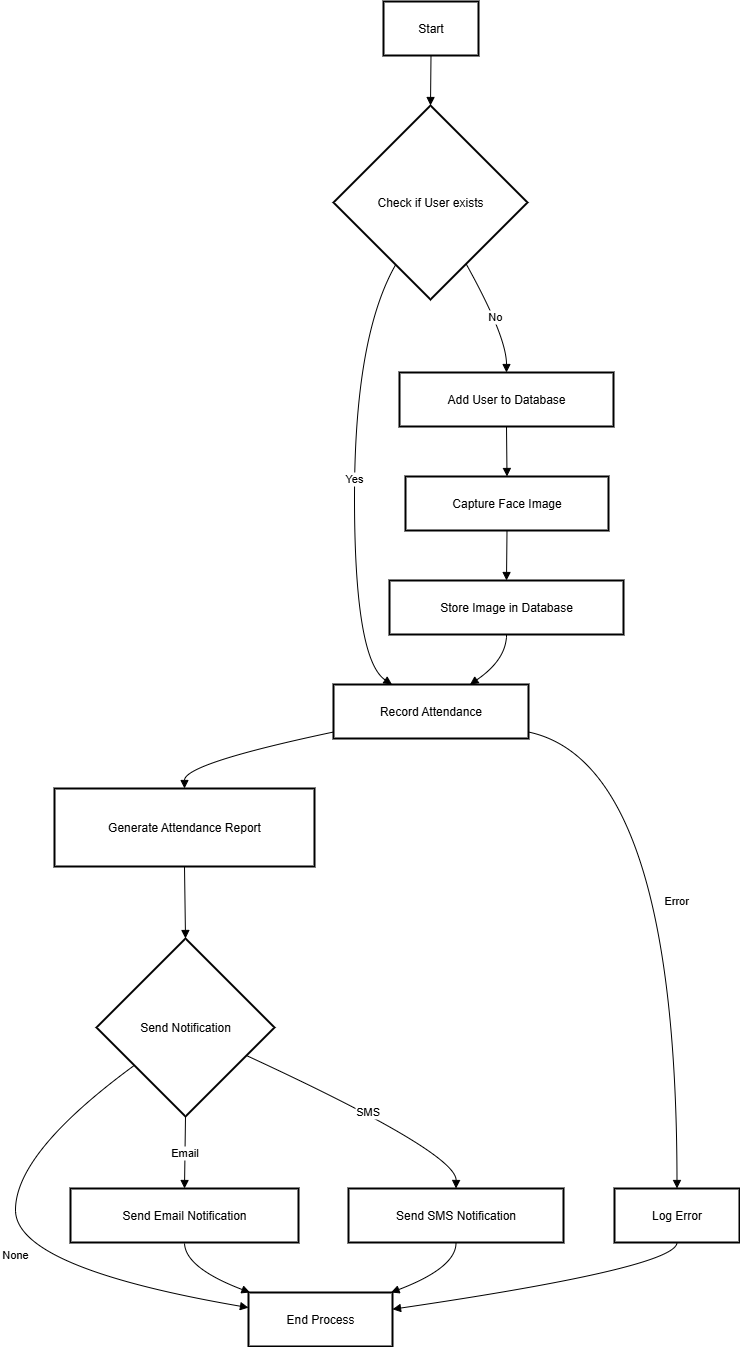 Start
Check if User exists
No
Add User to Database
Yes
Capture Face Image
Store Image in Database
Record Attendance
Generate Attendance Report
Error
Send Notification
SMS
Email
Send Email Notification
Send SMS Notification
Log Error
None
End Process